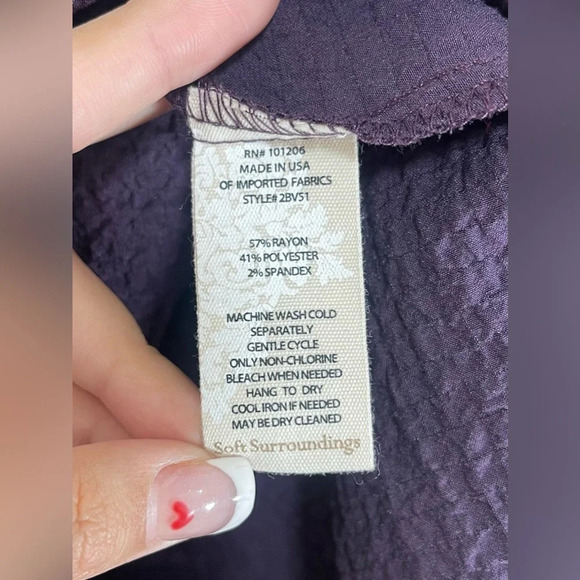 RN# 101206
MADE IN USA
OF IMPORTED FABRICS
STYLE# 2BV51
57% RAYON
41% POLYESTER
2% SPANDEX
MACHINE WASH COLD
SEPARATELY
GENTLE CYCLE
ONLY NON-CHLORINE
BLEACH WHEN NEEDED
HANG TO DRY
COOL IRON IF NEEDED
MAY BE DRY CLEANED
Soft Surroundings